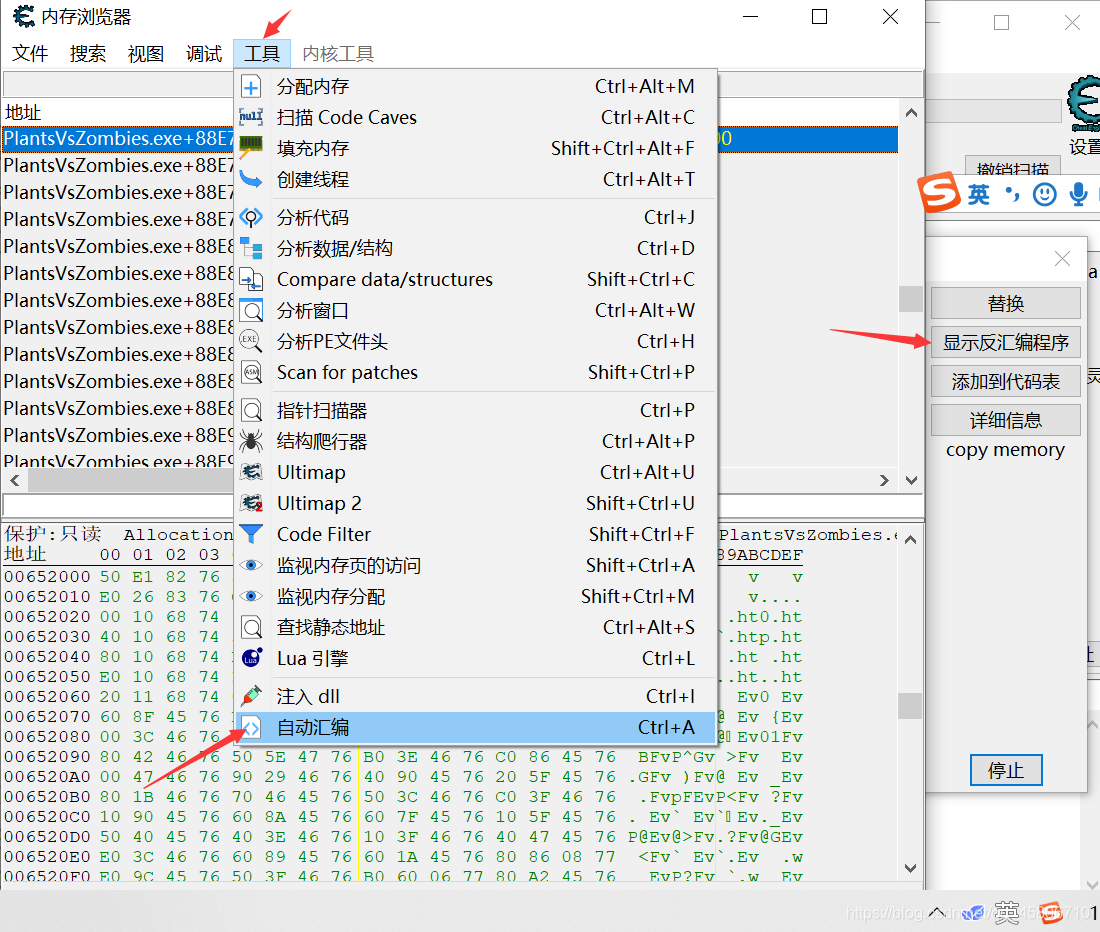 内存浏览器
文件 搜索 视图 调试 工具 内核工具
分配内存 Ctrl+Alt+M
扫描 Code Caves Ctrl+Alt+C
填充内存 Shift+Ctrl+Alt+F
创建线程 Ctrl+Alt+T
分析代码 Ctrl+J
分析数据/结构 Ctrl+D
Compare data/structures Shift+Ctrl+C
分析窗口 Ctrl+Alt+W
分析PE文件头 Ctrl+H
Scan for patches Shift+Ctrl+P
指针扫描器 Ctrl+P
结构爬行器 Ctrl+Alt+P
Ultimap Ctrl+Alt+U
Ultimap 2 Shift+Ctrl+U
Code Filter Shift+Ctrl+F
监视内存页的访问 Shift+Ctrl+A
监视内存分配 Shift+Ctrl+M
查找静态地址 Ctrl+Alt+S
Lua 引擎 Ctrl+L
注入 dll Ctrl+I
自动汇编 Ctrl+A
地址
PlantsVsZombies.exe+88E7
PlantsVsZombies.exe+88E7
PlantsVsZombies.exe+88E7
PlantsVsZombies.exe+88E7
PlantsVsZombies.exe+88E8
PlantsVsZombies.exe+88E8
PlantsVsZombies.exe+88E8
PlantsVsZombies.exe+88E8
PlantsVsZombies.exe+88E8
PlantsVsZombies.exe+88E8
PlantsVsZombies.exe+88E8
PlantsVsZombies.exe+88E9
PlantsVsZombies.exe+88E9
保护:只读 Allocation PlantsVsZombies.e
地址 00 01 02 03 89ABCDEF
00652000 50 E1 82 76 v v
00652010 E0 26 83 76 v....
00652020 00 10 68 74 .ht0.ht
00652030 40 10 68 74 `.htp.ht
00652040 80 10 68 74 .ht .ht
00652050 E0 10 68 74 .ht..ht
00652060 20 11 68 74 Ev0 Ev
00652070 60 8F 45 76 @ Ev {Ev
00652080 00 3C 46 76 Ev01Fv
00652090 80 42 46 76 50 5E 47 76 B0 3E 46 76 C0 86 45 76 BFvP^Gv >Fv Ev
006520A0 00 47 46 76 90 29 46 76 40 90 45 76 20 5F 45 76 .GFv )Fv@ Ev _Ev
006520B0 80 1B 46 76 70 46 45 76 50 3C 46 76 C0 3F 46 76 .FvpFEvP<Fv ?Fv
006520C0 10 90 45 76 60 8A 45 76 60 7F 45 76 10 5F 45 76 . Ev` Ev` Ev._Ev
006520D0 50 40 45 76 40 3E 46 76 10 3F 46 76 40 47 45 76 P@Ev@>Fv.?Fv@GEv
006520E0 E0 3C 46 76 60 89 45 76 60 1A 45 76 80 86 08 77 <Fv` Ev`.Ev .w
006520F0 E0 9C 45 76 50 3F 46 76 B0 60 06 77 80 A2 45 76 EvP?Fv `.w Ev
设置
撤销扫描
英
替换
显示反汇编程序
添加到代码表
详细信息
copy memory
停止
英